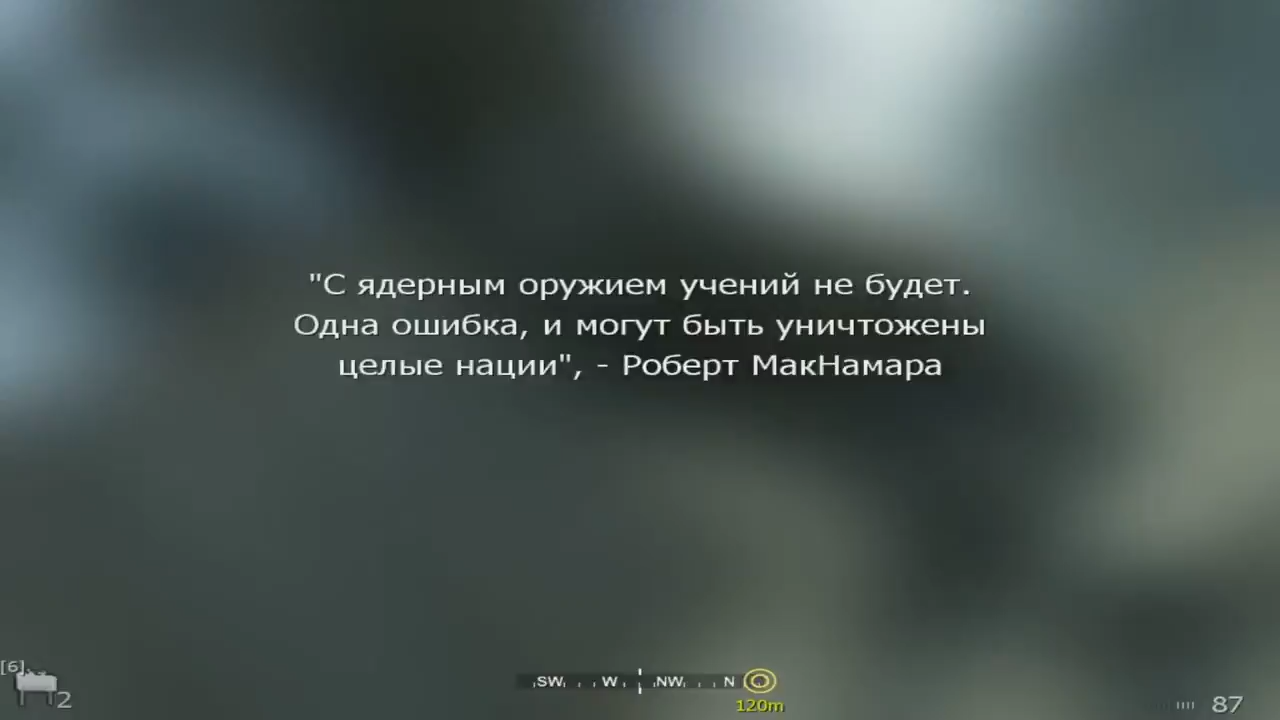 "С ядерным оружием учений не будет.
Одна ошибка, и могут быть уничтожены
целые нации", - Роберт МакНамара
[6]
2
SW W NW N
120m
87